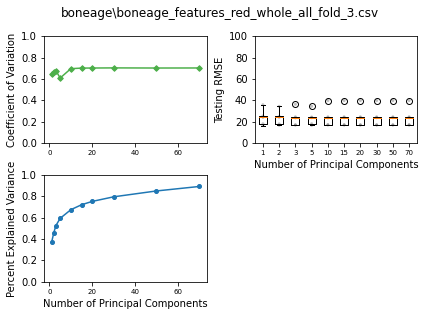 boneage\boneage_features_red_whole_all_fold_3.csv
Coefficient of Variation
1.0
0.8
0.6
0.4
0.2
0.0
0 20 40 60
Testing RMSE
100
80
60
40
20
0
1 2 3 5 10 15 20 30 50 70
Number of Principal Components
Percent Explained Variance
1.0
0.8
0.6
0.4
0.2
0.0
0 20 40 60
Number of Principal Components